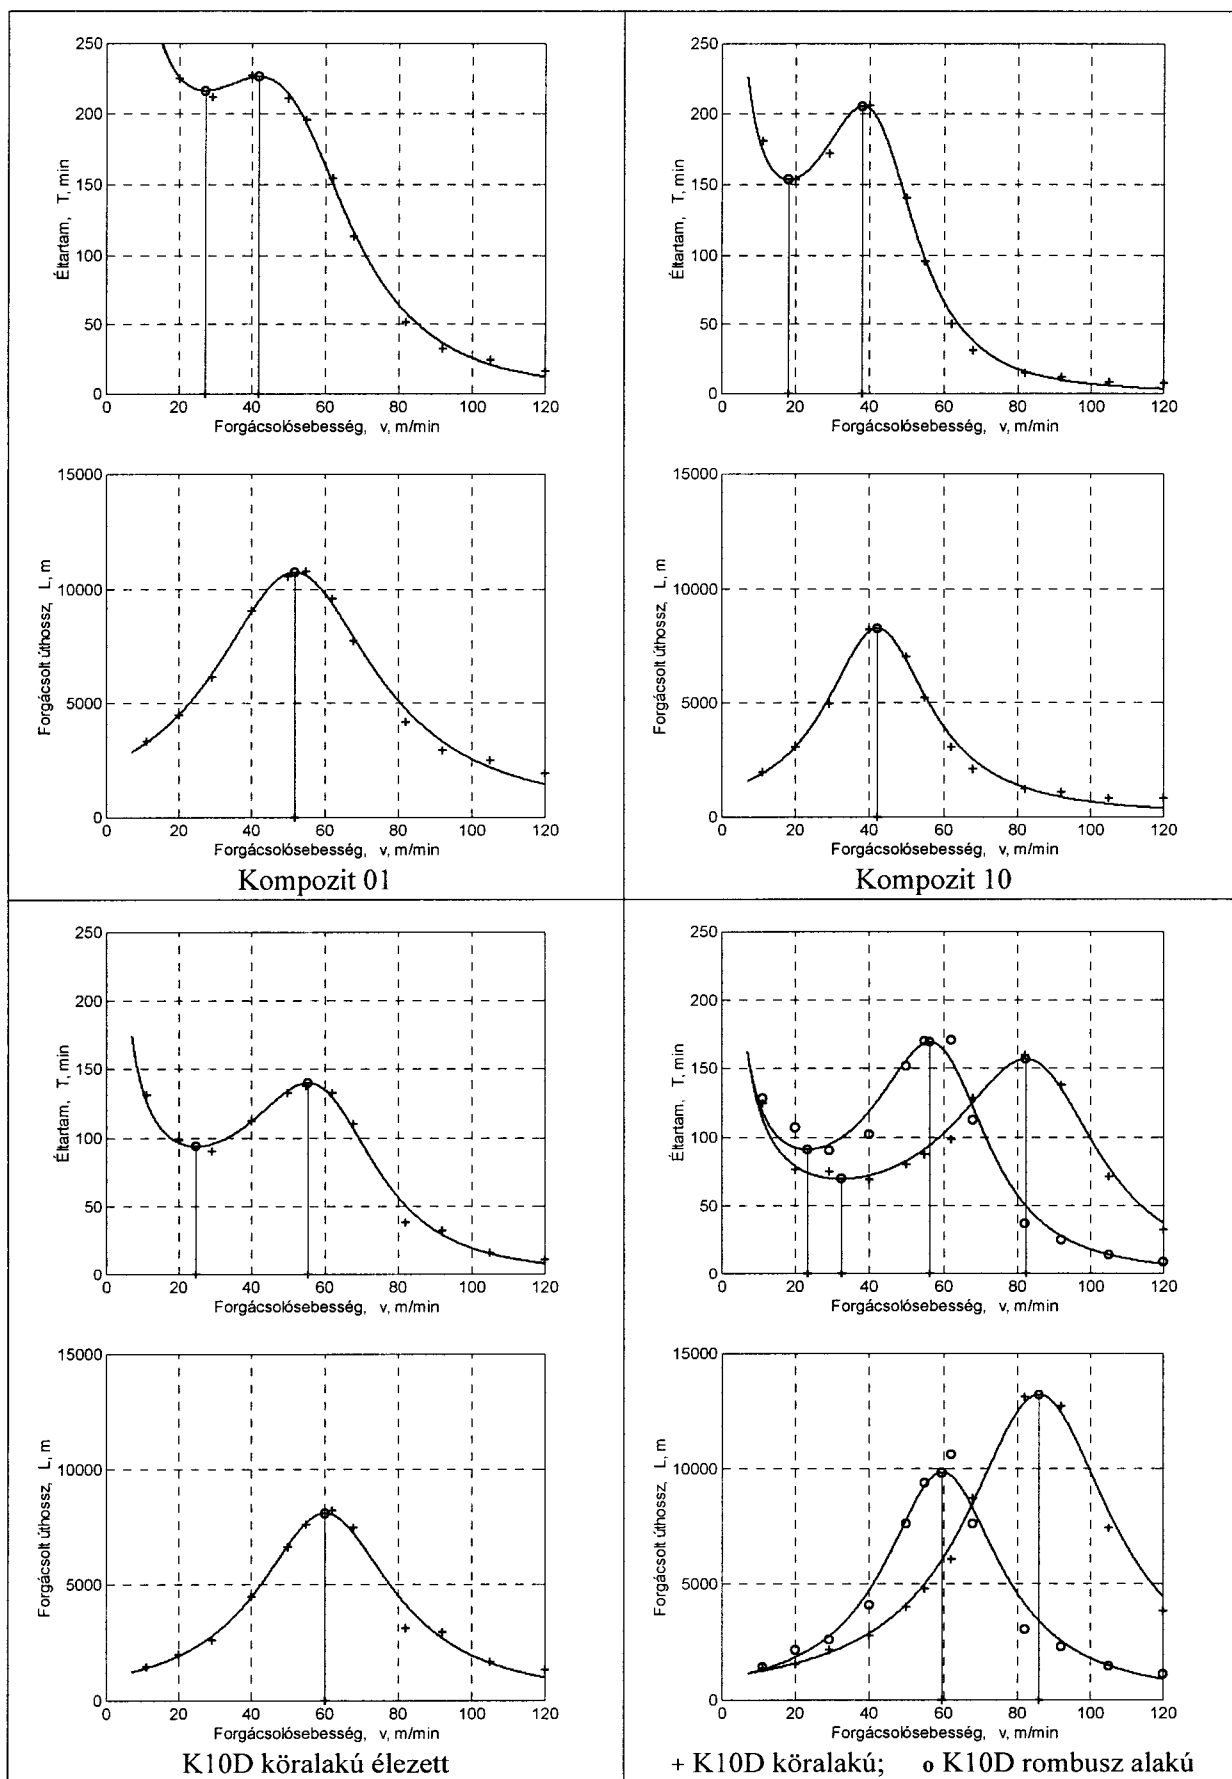 250
200
150
100
50
0
Éltartam, T, min
0 20 40 60 80 100 120
Forgácsolósebesség, v, m/min
15000
10000
5000
0
Forgácsolt úthossz, L, m
0 20 40 60 80 100 120
Forgácsolósebesség, v, m/min
Kompozit 01
250
200
150
100
50
0
Éltartam, T, min
0 20 40 60 80 100 120
Forgácsolósebesség, v, m/min
15000
10000
5000
0
Forgácsolt úthossz, L, m
0 20 40 60 80 100 120
Forgácsolósebesség, v, m/min
Kompozit 10
250
200
150
100
50
0
Éltartam, T, min
0 20 40 60 80 100 120
Forgácsolósebesség, v, m/min
15000
10000
5000
0
Forgácsolt úthossz, L, m
0 20 40 60 80 100 120
Forgácsolósebesség, v, m/min
K10D köralakú élezett
250
200
150
100
50
0
Éltartam, T, min
0 20 40 60 80 100 120
Forgácsolósebesség, v, m/min
15000
10000
5000
0
Forgácsolt úthossz, L, m
0 20 40 60 80 100 120
Forgácsolósebesség, v, m/min
+ K10D köralakú; o K10D rombusz alakú